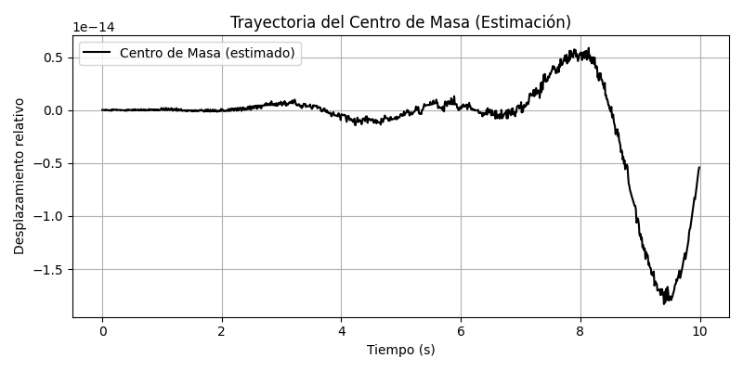 Trayectoria del Centro de Masa (Estimación)
1e−14
Centro de Masa (estimado)
0.5
0.0
−0.5
−1.0
−1.5
Desplazamiento relativo
0 2 4 6 8 10
Tiempo (s)